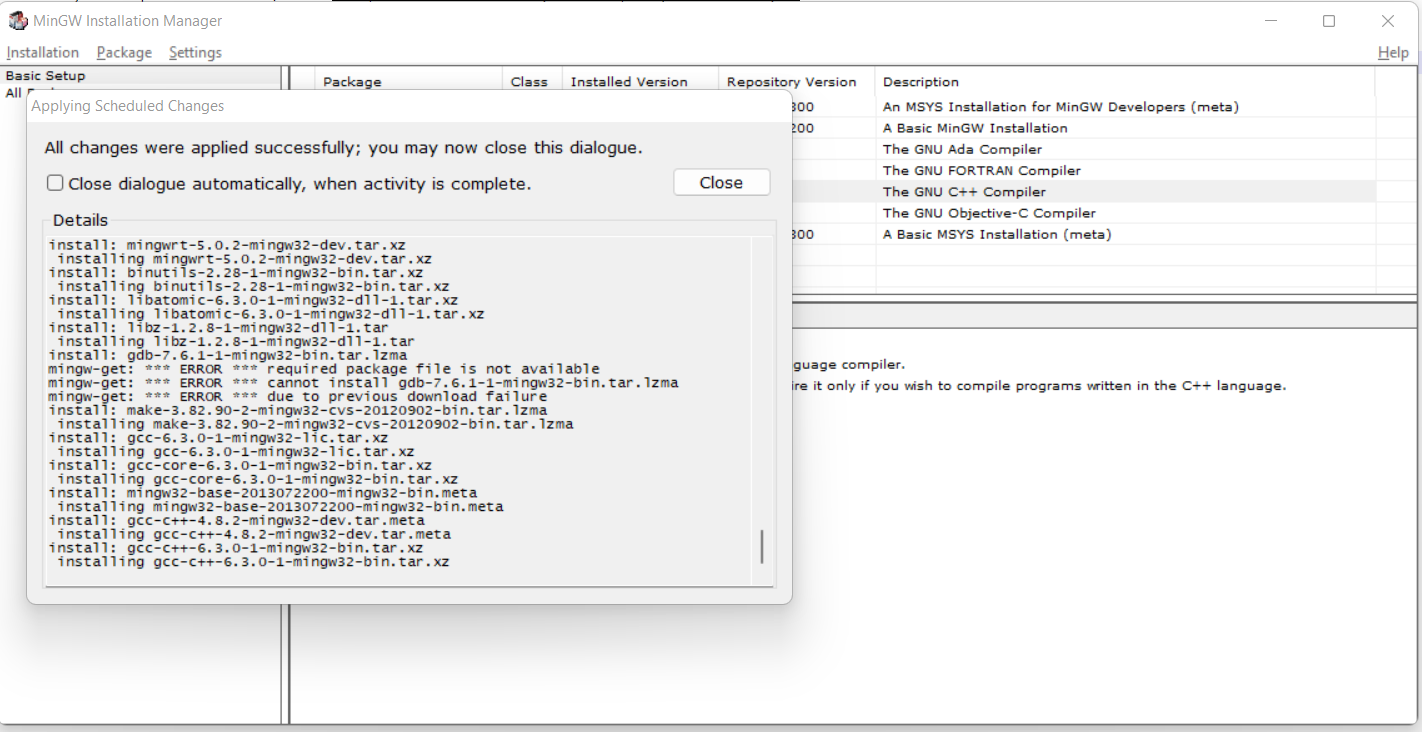 MinGW Installation Manager
Installation Package Settings Help
Basic Setup
All
Package Class Installed Version Repository Version Description
300 An MSYS Installation for MinGW Developers (meta)
200 A Basic MinGW Installation
The GNU Ada Compiler
The GNU FORTRAN Compiler
The GNU C++ Compiler
The GNU Objective-C Compiler
300 A Basic MSYS Installation (meta)
guage compiler.
ire it only if you wish to compile programs written in the C++ language.
Applying Scheduled Changes
All changes were applied successfully; you may now close this dialogue.
Close dialogue automatically, when activity is complete. Close
Details
install: mingwrt-5.0.2-mingw32-dev.tar.xz
installing mingwrt-5.0.2-mingw32-dev.tar.xz
install: binutils-2.28-1-mingw32-bin.tar.xz
installing binutils-2.28-1-mingw32-bin.tar.xz
install: libatomic-6.3.0-1-mingw32-dll-1.tar.xz
installing libatomic-6.3.0-1-mingw32-dll-1.tar.xz
install: libz-1.2.8-1-mingw32-dll-1.tar
installing libz-1.2.8-1-mingw32-dll-1.tar
install: gdb-7.6.1-1-mingw32-bin.tar.lzma
mingw-get: *** ERROR *** required package file is not available
mingw-get: *** ERROR *** cannot install gdb-7.6.1-1-mingw32-bin.tar.lzma
mingw-get: *** ERROR *** due to previous download failure
install: make-3.82.90-2-mingw32-cvs-20120902-bin.tar.lzma
installing make-3.82.90-2-mingw32-cvs-20120902-bin.tar.lzma
install: gcc-6.3.0-1-mingw32-lic.tar.xz
installing gcc-6.3.0-1-mingw32-lic.tar.xz
install: gcc-core-6.3.0-1-mingw32-bin.tar.xz
installing gcc-core-6.3.0-1-mingw32-bin.tar.xz
install: mingw32-base-2013072200-mingw32-bin.meta
installing mingw32-base-2013072200-mingw32-bin.meta
install: gcc-c++-4.8.2-mingw32-dev.tar.meta
installing gcc-c++-4.8.2-mingw32-dev.tar.meta
install: gcc-c++-6.3.0-1-mingw32-bin.tar.xz
installing gcc-c++-6.3.0-1-mingw32-bin.tar.xz